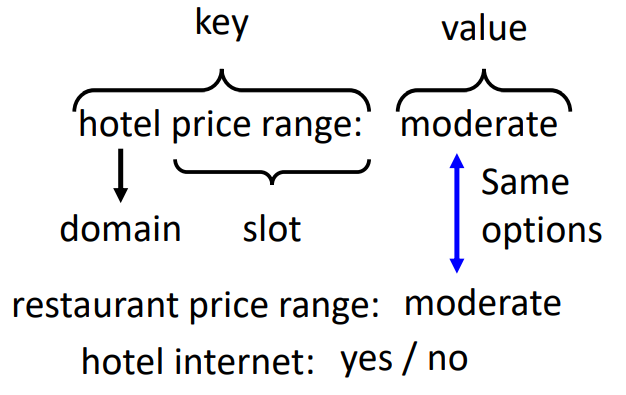 key value
hotel price range: moderate
Same
options
domain slot
restaurant price range: moderate
hotel internet: yes / no